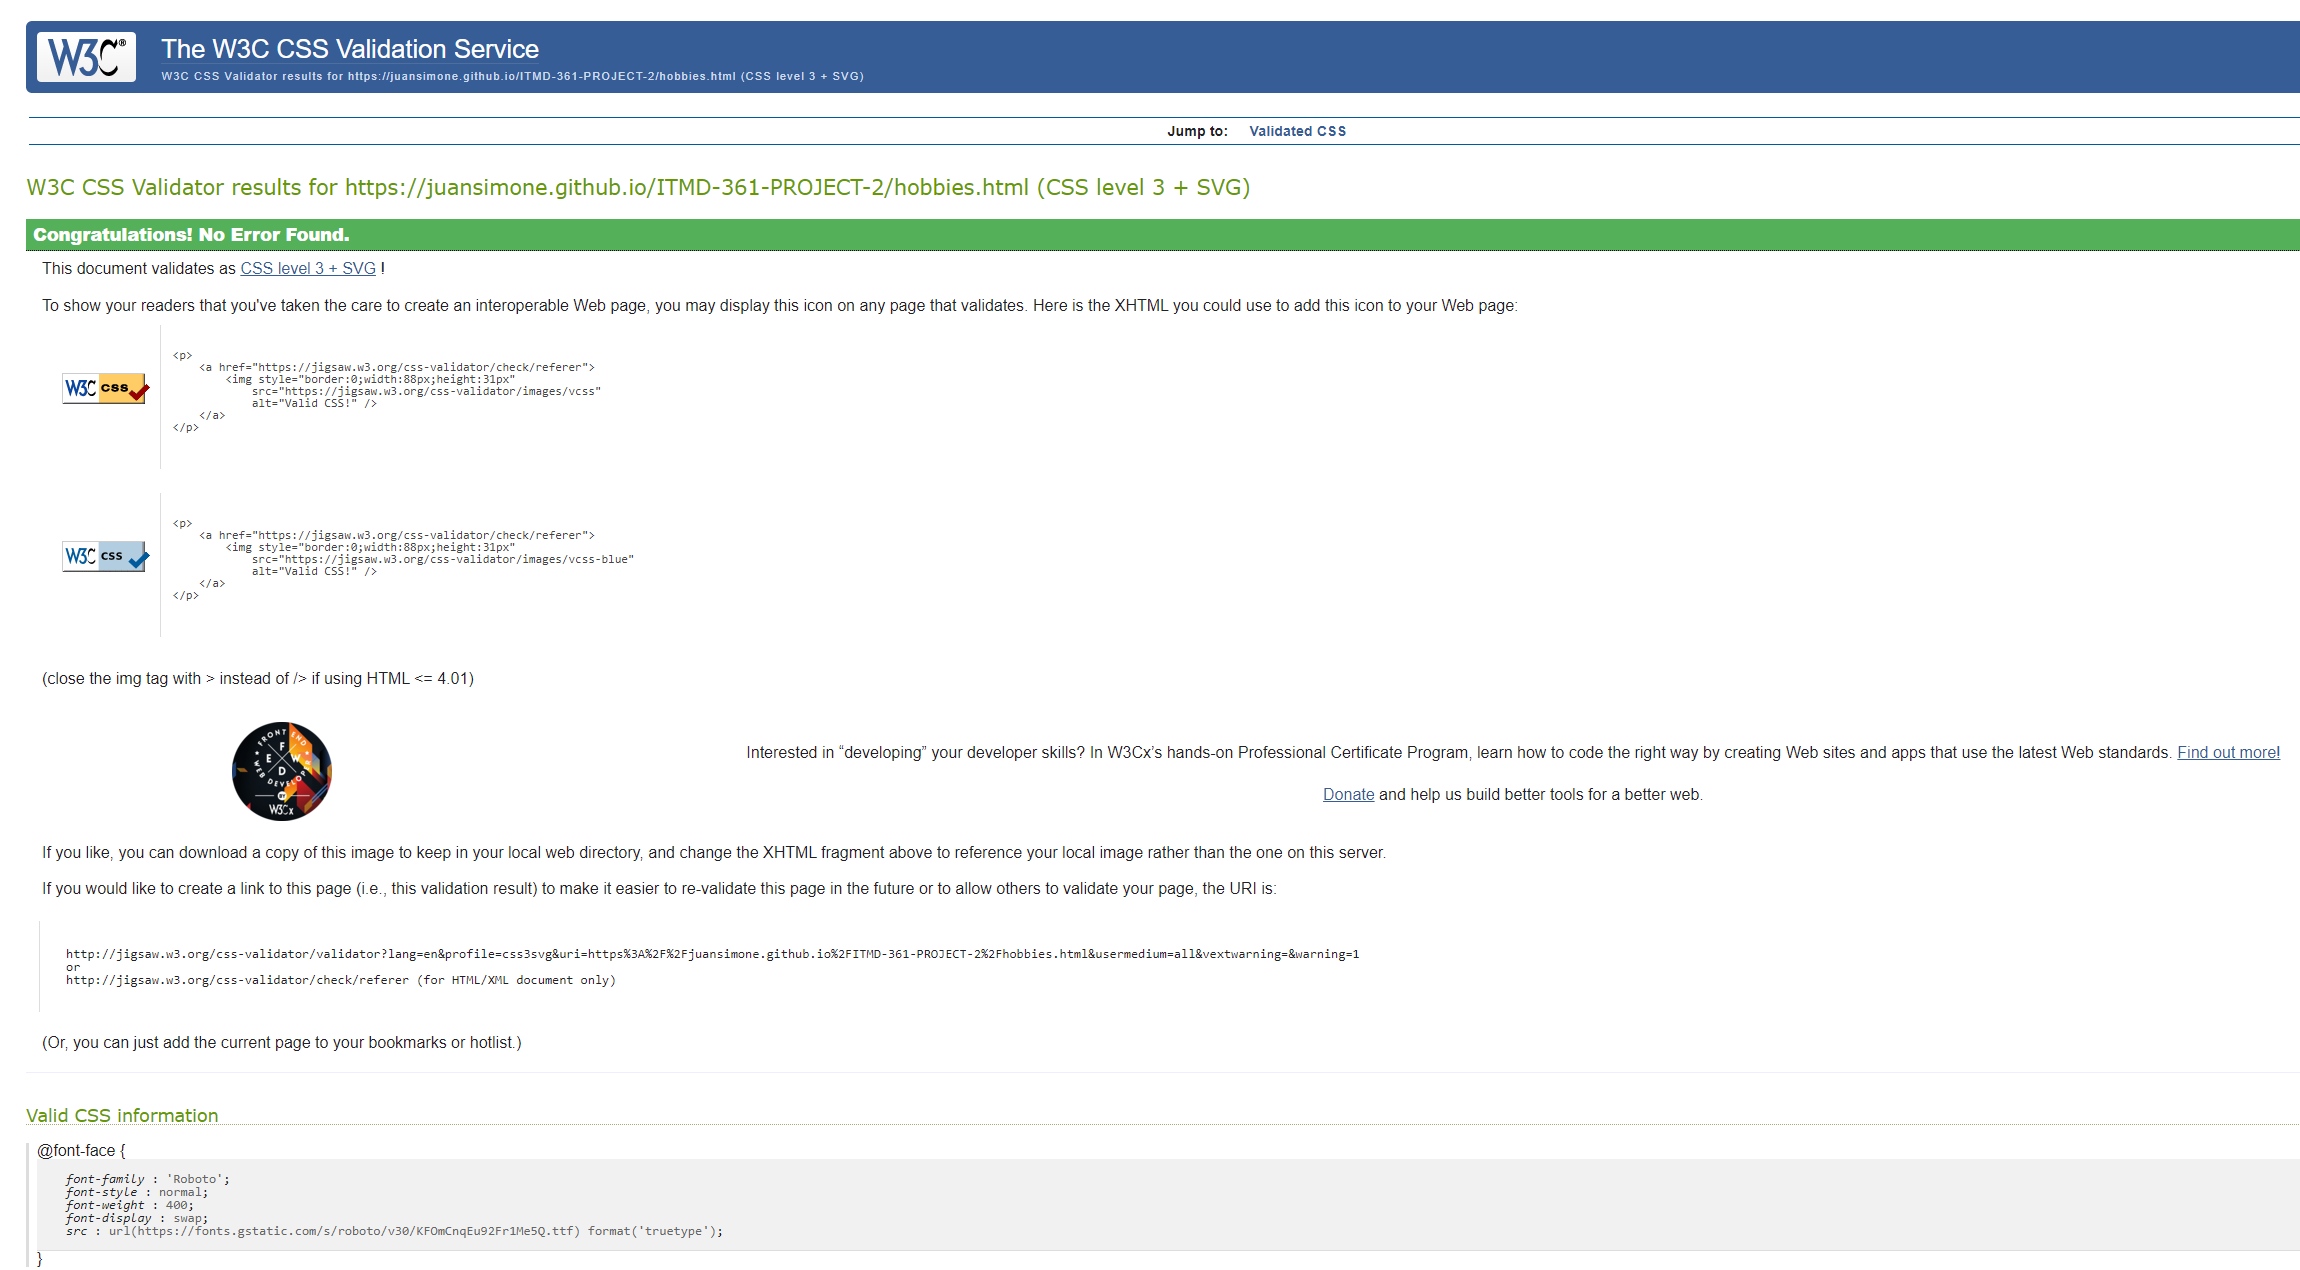 W3C®
The W3C CSS Validation Service
W3C CSS Validator results for https://juansimone.github.io/ITMD-361-PROJECT-2/hobbies.html (CSS level 3 + SVG)
Jump to: Validated CSS
W3C CSS Validator results for https://juansimone.github.io/ITMD-361-PROJECT-2/hobbies.html (CSS level 3 + SVG)
Congratulations! No Error Found.
This document validates as CSS level 3 + SVG !
To show your readers that you've taken the care to create an interoperable Web page, you may display this icon on any page that validates. Here is the XHTML you could use to add this icon to your Web page:
W3C css
<p>
<a href="https://jigsaw.w3.org/css-validator/check/referer">
<img style="border:0;width:88px;height:31px"
src="https://jigsaw.w3.org/css-validator/images/vcss"
alt="Valid CSS!" />
</a>
</p>
W3C css
<p>
<a href="https://jigsaw.w3.org/css-validator/check/referer">
<img style="border:0;width:88px;height:31px"
src="https://jigsaw.w3.org/css-validator/images/vcss-blue"
alt="Valid CSS!" />
</a>
</p>
(close the img tag with > instead of /> if using HTML <= 4.01)
FRONT END
F E W D
WEB DEVELOPER
BY
W3Cx
Interested in “developing” your developer skills? In W3Cx’s hands-on Professional Certificate Program, learn how to code the right way by creating Web sites and apps that use the latest Web standards. Find out more!
Donate and help us build better tools for a better web.
If you like, you can download a copy of this image to keep in your local web directory, and change the XHTML fragment above to reference your local image rather than the one on this server.
If you would like to create a link to this page (i.e., this validation result) to make it easier to re-validate this page in the future or to allow others to validate your page, the URI is:
http://jigsaw.w3.org/css-validator/validator?lang=en&profile=css3svg&uri=https%3A%2F%2Fjuansimone.github.io%2FITMD-361-PROJECT-2%2Fhobbies.html&usermedium=all&vextwarning=&warning=1
or
http://jigsaw.w3.org/css-validator/check/referer (for HTML/XML document only)
(Or, you can just add the current page to your bookmarks or hotlist.)
Valid CSS information
@font-face {
font-family : 'Roboto';
font-style : normal;
font-weight : 400;
font-display : swap;
src : url(https://fonts.gstatic.com/s/roboto/v30/KFOmCnqEu92Fr1Me5Q.ttf) format('truetype');
}